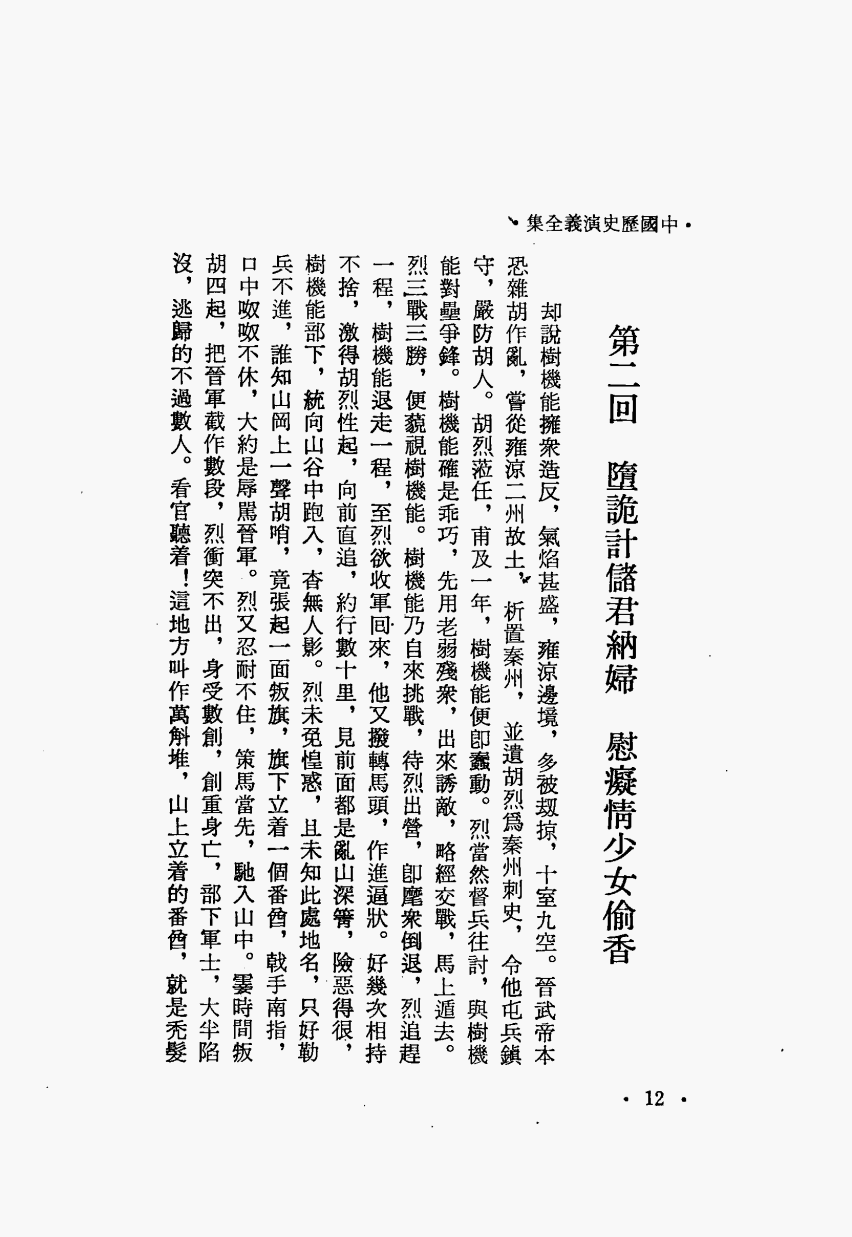 ・中國歷史演義全集・
第二回　墮詭計儲君納婦　慰癡情少女偷香
却說樹機能擁衆造反，氣焰甚盛，雍涼邊境，多被刼掠，十室九空。晉武帝本
恐雜胡作亂，嘗從雍涼二州故土，析置秦州，並遣胡烈爲秦州刺史，令他屯兵鎮
守，嚴防胡人。胡烈蒞任，甫及一年，樹機能便卽蠢動。烈當然督兵往討，與樹機
能對壘爭鋒。樹機能確是乖巧，先用老弱殘衆，出來誘敵，略經交戰，馬上遁去。
烈三戰三勝，便藐視樹機能。樹機能乃自來挑戰，待烈出營，卽麾衆倒退，烈追趕
一程，樹機能退走一程，至烈欲收軍回來，他又撥轉馬頭，作進逼狀。好幾次相持
不捨，激得胡烈性起，向前直追，約行數十里，見前面都是亂山深箐，險惡得很，
樹機能部下，統向山谷中跑入，杳無人影。烈未免惶惑，且未知此處地名，只好勒
兵不進，誰知山岡上一聲胡哨，竟張起一面叛旗，旗下立着一個番酋，戟手南指，
口中呶呶不休，大約是辱駡晉軍。烈又忍耐不住，策馬當先，馳入山中。霎時間叛
胡四起，把晉軍截作數段，烈衝突不出，身受數創，創重身亡，部下軍士，大半陷
沒，逃歸的不過數人。看官聽着！這地方叫作萬斛堆，山上立着的番酋，就是禿髮
・12・